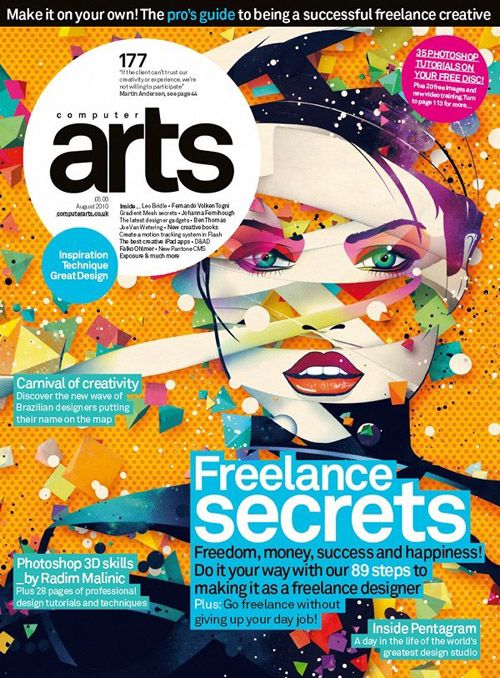 Make it on your own! The pro's guide to being a successful freelance creative
177
"If the client can't trust our
creativity or experience, we're
not willing to participate"
Martin Andersen, see page 44
35 PHOTOSHOP
TUTORIALS ON
YOUR FREE DISC!
Plus 20 free images and
new video training. Turn
to page 113 for more...
computer
arts
£6.00
August 2010
computerarts.co.uk
Inside... Leo Bridle • Fernando Volken Togni
Gradient Mesh secrets • Johanna Fernihough
The latest designer gadgets • Ben Thomas
Joe Van Wetering • New creative books
Create a motion tracking system in Flash
The best creative iPad apps • D&AD
Falko Ohlmer • New Pantone CMS
Exposure & much more
Inspiration
Technique
Great Design
Carnival of creativity
Discover the new wave of
Brazilian designers putting
their name on the map
Freelance
secrets
Freedom, money, success and happiness!
Do it your way with our 89 steps to
making it as a freelance designer
Plus: Go freelance without
giving up your day job!
Photoshop 3D skills
by Radim Malinic
Plus 28 pages of professional
design tutorials and techniques
Inside Pentagram
A day in the life of the world's
greatest design studio